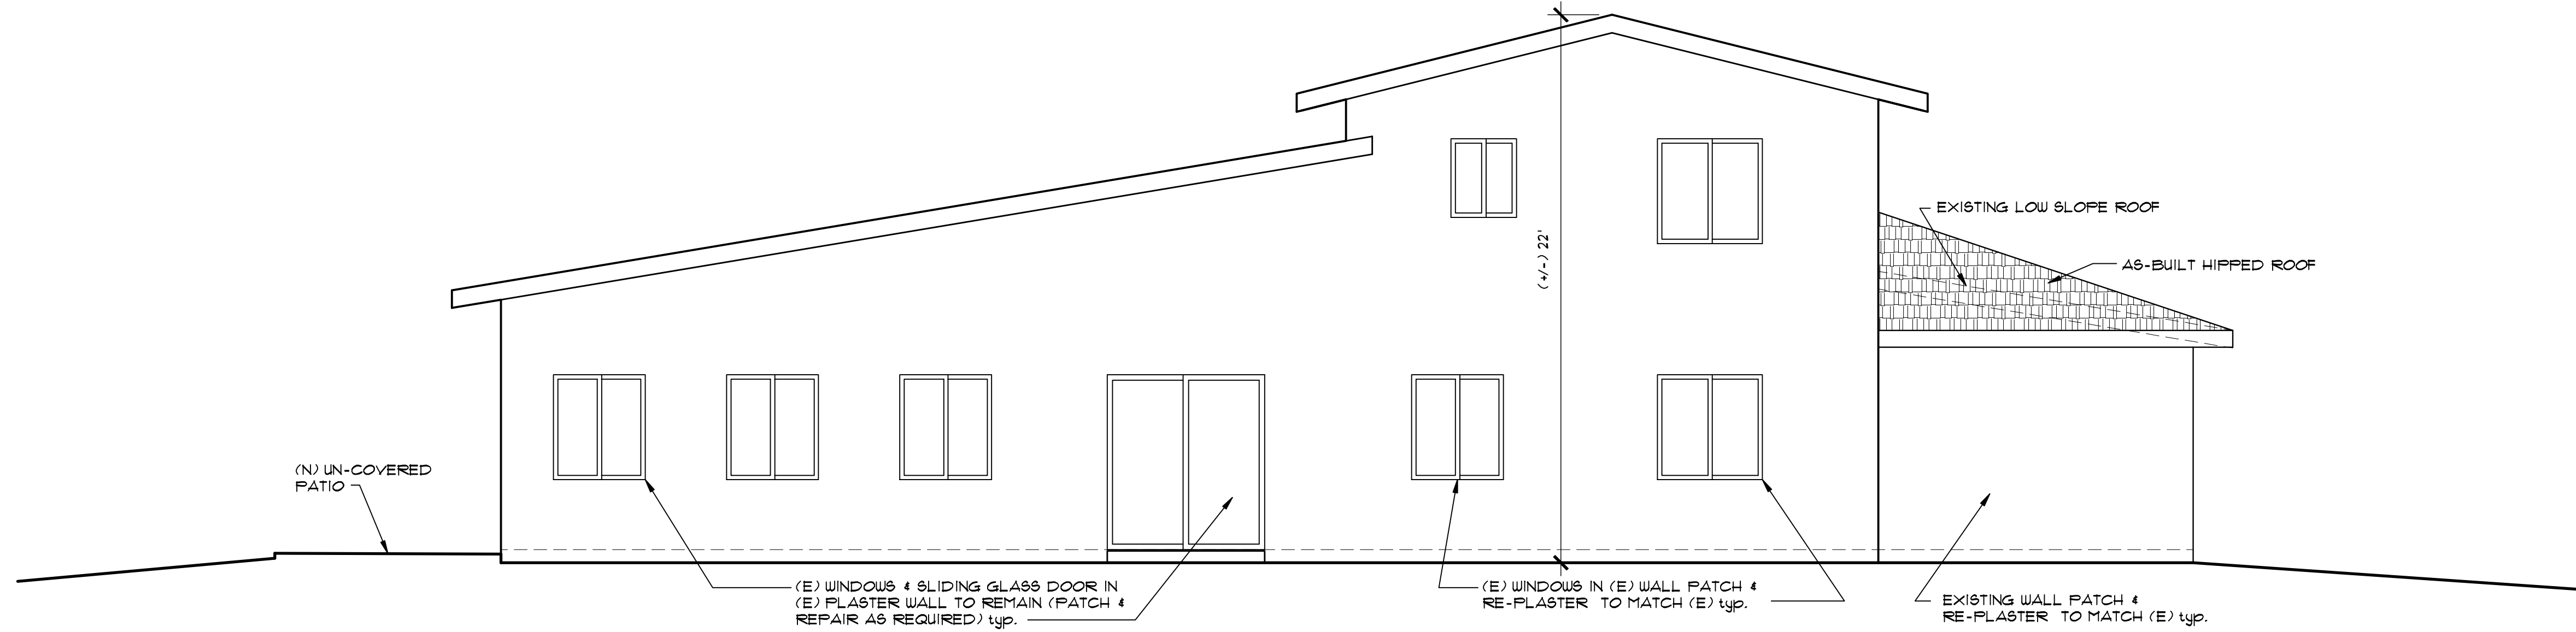 (+/-) 22'
EXISTING LOW SLOPE ROOF
AS-BUILT HIPPED ROOF
(N) UN-COVERED
PATIO
(E) WINDOWS & SLIDING GLASS DOOR IN
(E) PLASTER WALL TO REMAIN (PATCH &
REPAIR AS REQUIRED) typ.
(E) WINDOWS IN (E) WALL PATCH &
RE-PLASTER TO MATCH (E) typ.
EXISTING WALL PATCH &
RE-PLASTER TO MATCH (E) typ.